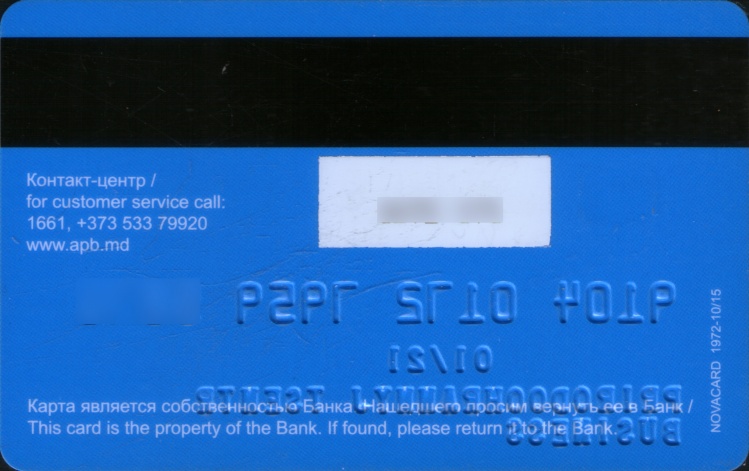 Контакт-центр /
for customer service call:
1661, +373 533 79920
www.apb.md
NOVACARD 1972-10/15
Карта является собственностью Банка Нашедшего просим вернуть ее в Банк /
This card is the property of the Bank. If found, please return to the Bank.